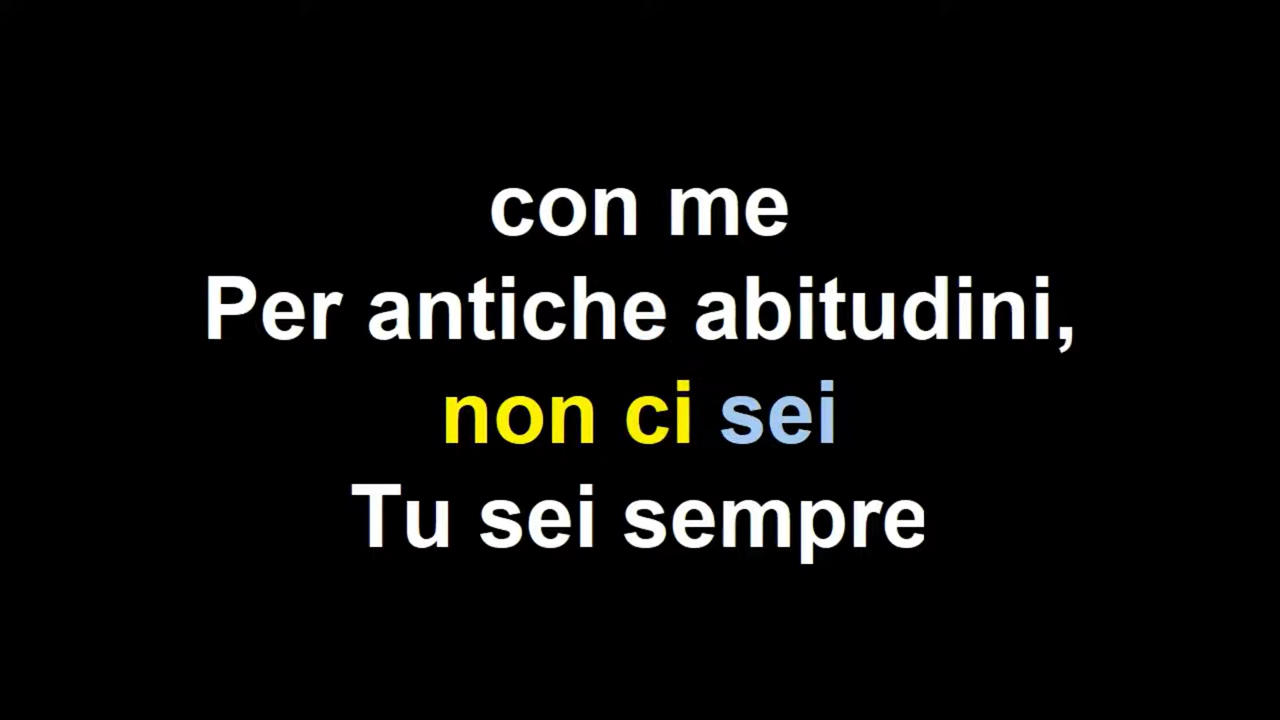 con me
Per antiche abitudini,
non ci sei
Tu sei sempre